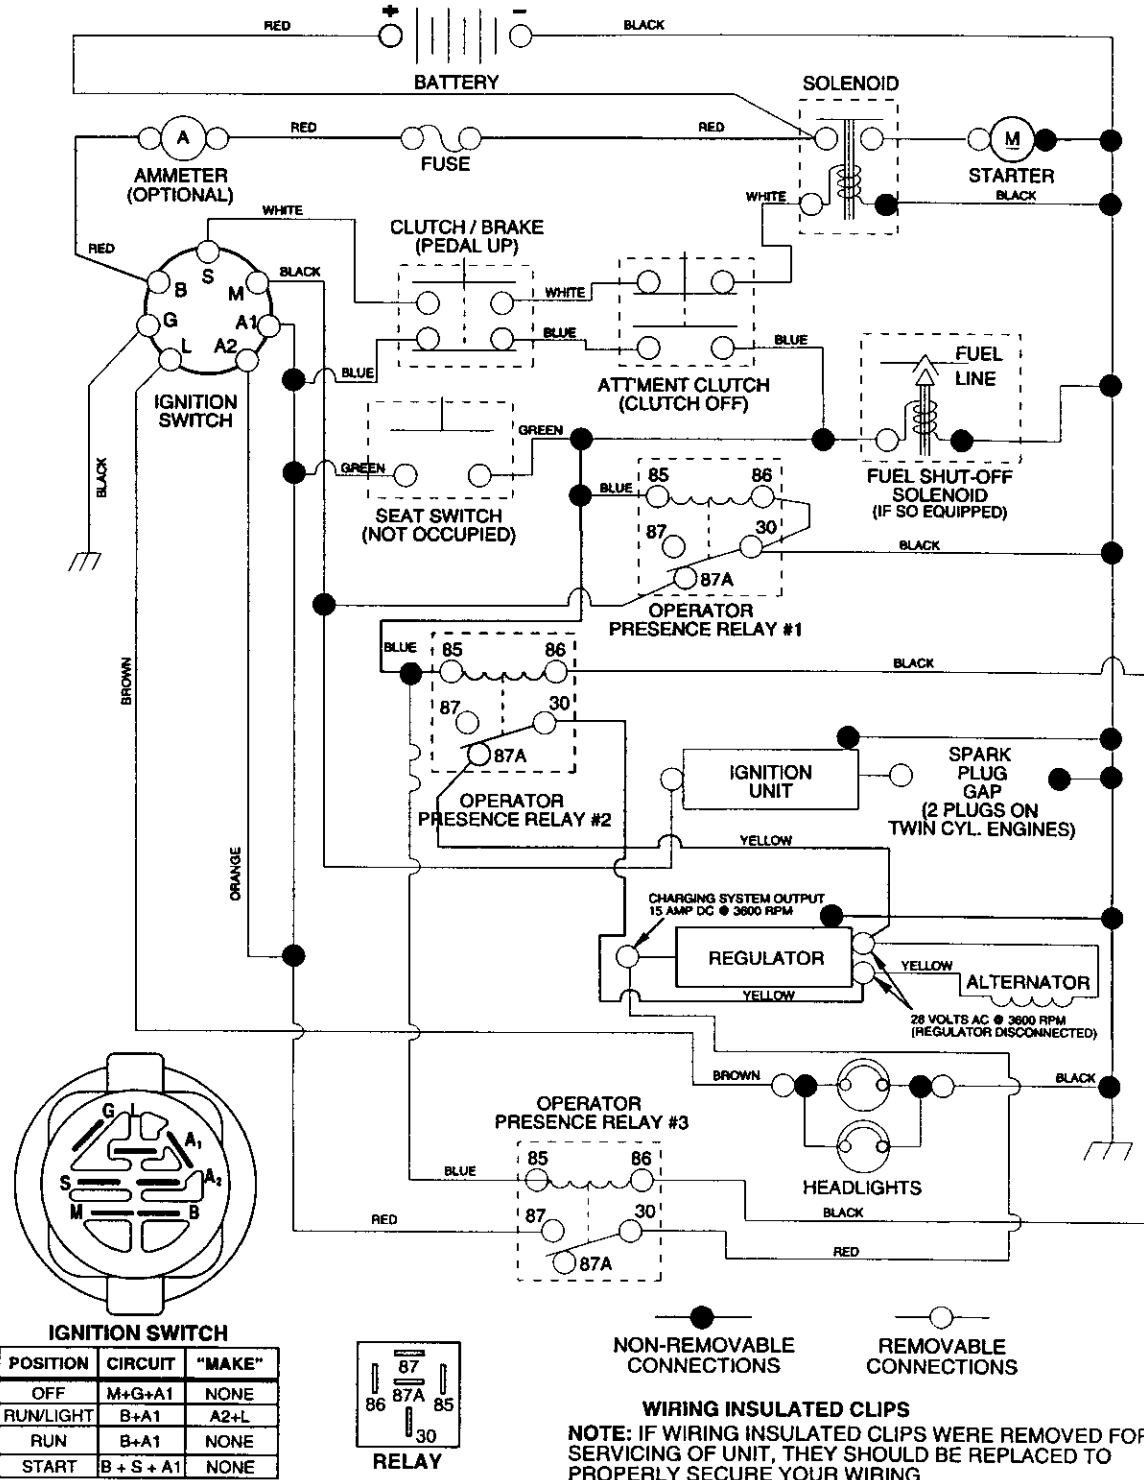 + -
RED
BLACK
BATTERY
SOLENOID
A
RED
RED
M
AMMETER
(OPTIONAL)
FUSE
STARTER
WHITE
BLACK
WHITE
CLUTCH / BRAKE
(PEDAL UP)
RED
S
BLACK
B
M
WHITE
G
A1
BLUE
BLUE
L
A2
BLUE
FUEL
LINE
IGNITION
SWITCH
ATT'MENT CLUTCH
(CLUTCH OFF)
GREEN
BLACK
GREEN
85
86
FUEL SHUT-OFF
SOLENOID
(IF SO EQUIPPED)
BLUE
SEAT SWITCH
(NOT OCCUPIED)
87
30
BLACK
87A
OPERATOR
PRESENCE RELAY #1
BLUE
85
86
BLACK
BROWN
87
30
87A
IGNITION
UNIT
SPARK
PLUG
GAP
(2 PLUGS ON
TWIN CYL. ENGINES)
OPERATOR
PRESENCE RELAY #2
YELLOW
ORANGE
CHARGING SYSTEM OUTPUT
15 AMP DC @ 3600 RPM
REGULATOR
YELLOW
ALTERNATOR
YELLOW
28 VOLTS AC @ 3600 RPM
(REGULATOR DISCONNECTED)
BROWN
BLACK
OPERATOR
PRESENCE RELAY #3
G L
A1
S
A2
M
B
BLUE
85
86
HEADLIGHTS
RED
87
30
BLACK
87A
RED
IGNITION SWITCH
POSITION CIRCUIT "MAKE"
OFF M+G+A1 NONE
RUN/LIGHT B+A1 A2+L
RUN B+A1 NONE
START B + S + A1 NONE
87
86 87A 85
30
RELAY
NON-REMOVABLE
CONNECTIONS
REMOVABLE
CONNECTIONS
WIRING INSULATED CLIPS
NOTE: IF WIRING INSULATED CLIPS WERE REMOVED FOR
SERVICING OF UNIT, THEY SHOULD BE REPLACED TO
PROPERLY SECURE YOUR WIRING